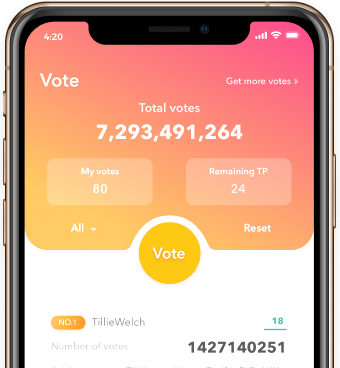 4:20
Vote
Get more votes
Total votes
7,293,491,264
My votes
80
Remaining TP
24
All
Reset
Vote
NO.1 TillieWelch 18
Number of votes 1427140251